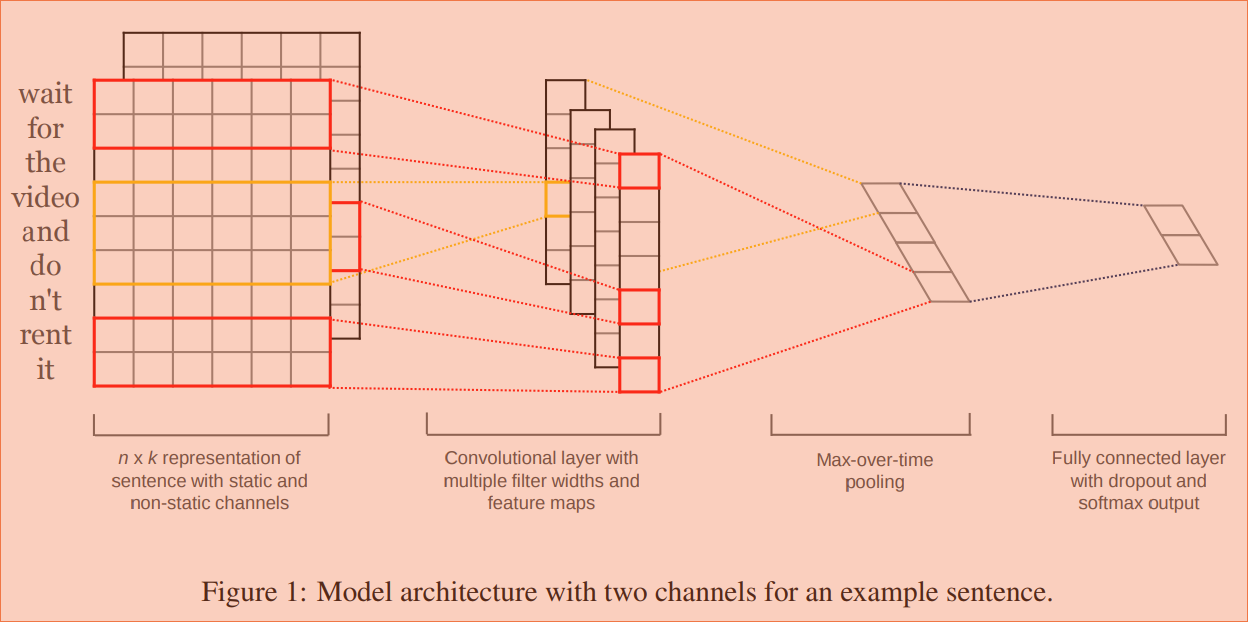 wait
for
the
video
and
do
n't
rent
it
n x k representation of
sentence with static and
non-static channels
Convolutional layer with
multiple filter widths and
feature maps
Max-over-time
pooling
Fully connected layer
with dropout and
softmax output
Figure 1: Model architecture with two channels for an example sentence.